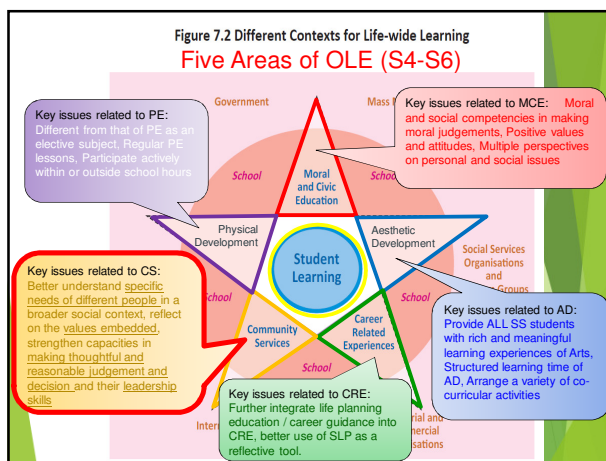 Figure 7.2 Different Contexts for Life-wide Learning
Five Areas of OLE (S4-S6)
Government
Mass
Key issues related to PE:
Different from that of PE as an
elective subject, Regular PE
lessons, Participate actively
within or outside school hours
Key issues related to MCE: Moral
and social competencies in making
moral judgements, Positive values
and attitudes, Multiple perspectives
on personal and social issues
School
School
Moral
and Civic
Education
Physical
Development
Aesthetic
Development
Student
Learning
Social Services
Organisations
and
Groups
Key issues related to CS:
Better understand specific
needs of different people in a
broader social context, reflect
on the values embedded,
strengthen capacities in
making thoughtful and
reasonable judgement and
decision and their leadership
skills
School
School
Community
Services
Career
Related
Experiences
School
Key issues related to AD:
Provide ALL SS students
with rich and meaningful
learning experiences of Arts,
Structured learning time of
AD, Arrange a variety of co-
curricular activities
Key issues related to CRE:
Further integrate life planning
education / career guidance into
CRE, better use of SLP as a
reflective tool.